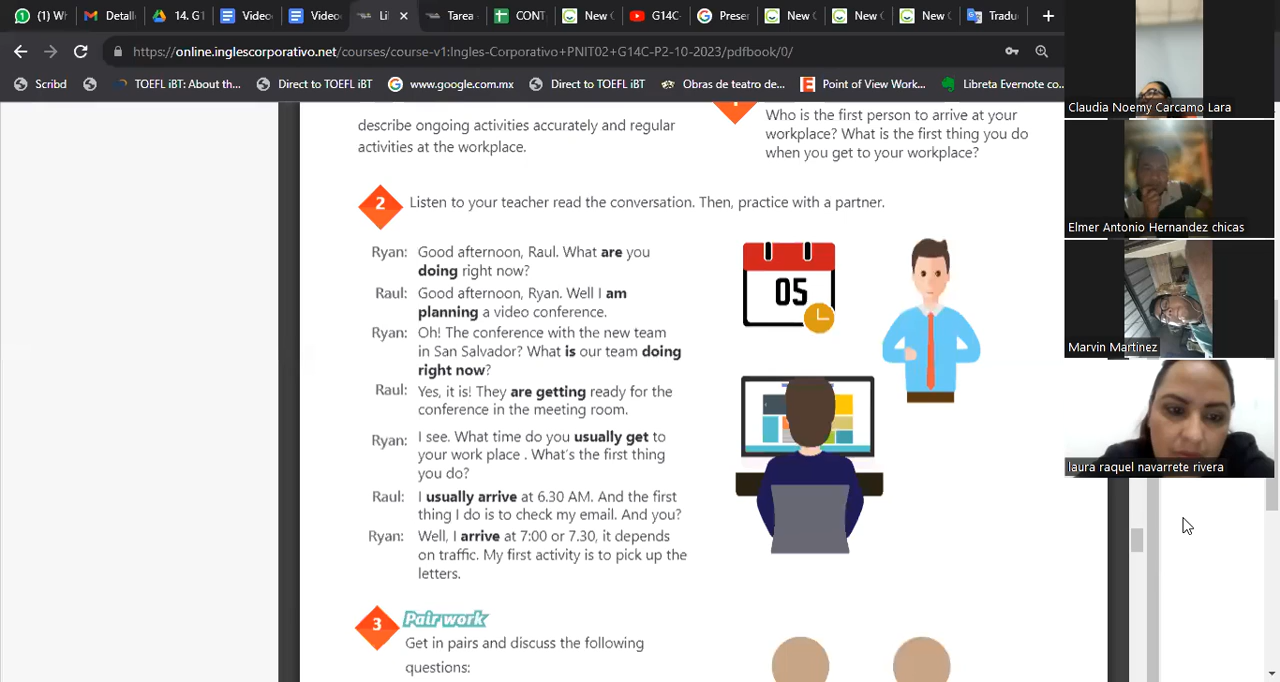 (1) W
Detall
14. G1
Video
Video
Li
Tarea
CONT
New C
G14C-
Prese
New C
New C
New C
Tradu
https://online.inglescorporativo.net/courses/course-v1:Ingles-Corporativo+PNIT02+G14C-P2-10-2023/pdfbook/0/
Scribd
TOEFL iBT: About th...
Direct to TOEFL iBT
www.google.com.mx
Direct to TOEFL iBT
Obras de teatro de...
Point of View Work...
Libreta Evernote co...
describe ongoing activities accurately and regular
activities at the workplace.
Who is the first person to arrive at your
workplace? What is the first thing you do
when you get to your workplace?
2 Listen to your teacher read the conversation. Then, practice with a partner.
Ryan: Good afternoon, Raul. What are you
doing right now?
Raul: Good afternoon, Ryan. Well I am
planning a video conference.
Ryan: Oh! The conference with the new team
in San Salvador? What is our team doing
right now?
Raul: Yes, it is! They are getting ready for the
conference in the meeting room.
Ryan: I see. What time do you usually get to
your work place . What's the first thing
you do?
Raul: I usually arrive at 6.30 AM. And the first
thing I do is to check my email. And you?
Ryan: Well, I arrive at 7:00 or 7.30, it depends
on traffic. My first activity is to pick up the
letters.
05
3 Pair work
Get in pairs and discuss the following
questions:
Claudia Noemy Carcamo Lara
Elmer Antonio Hernandez chicas
Marvin Martinez
laura raquel navarrete rivera